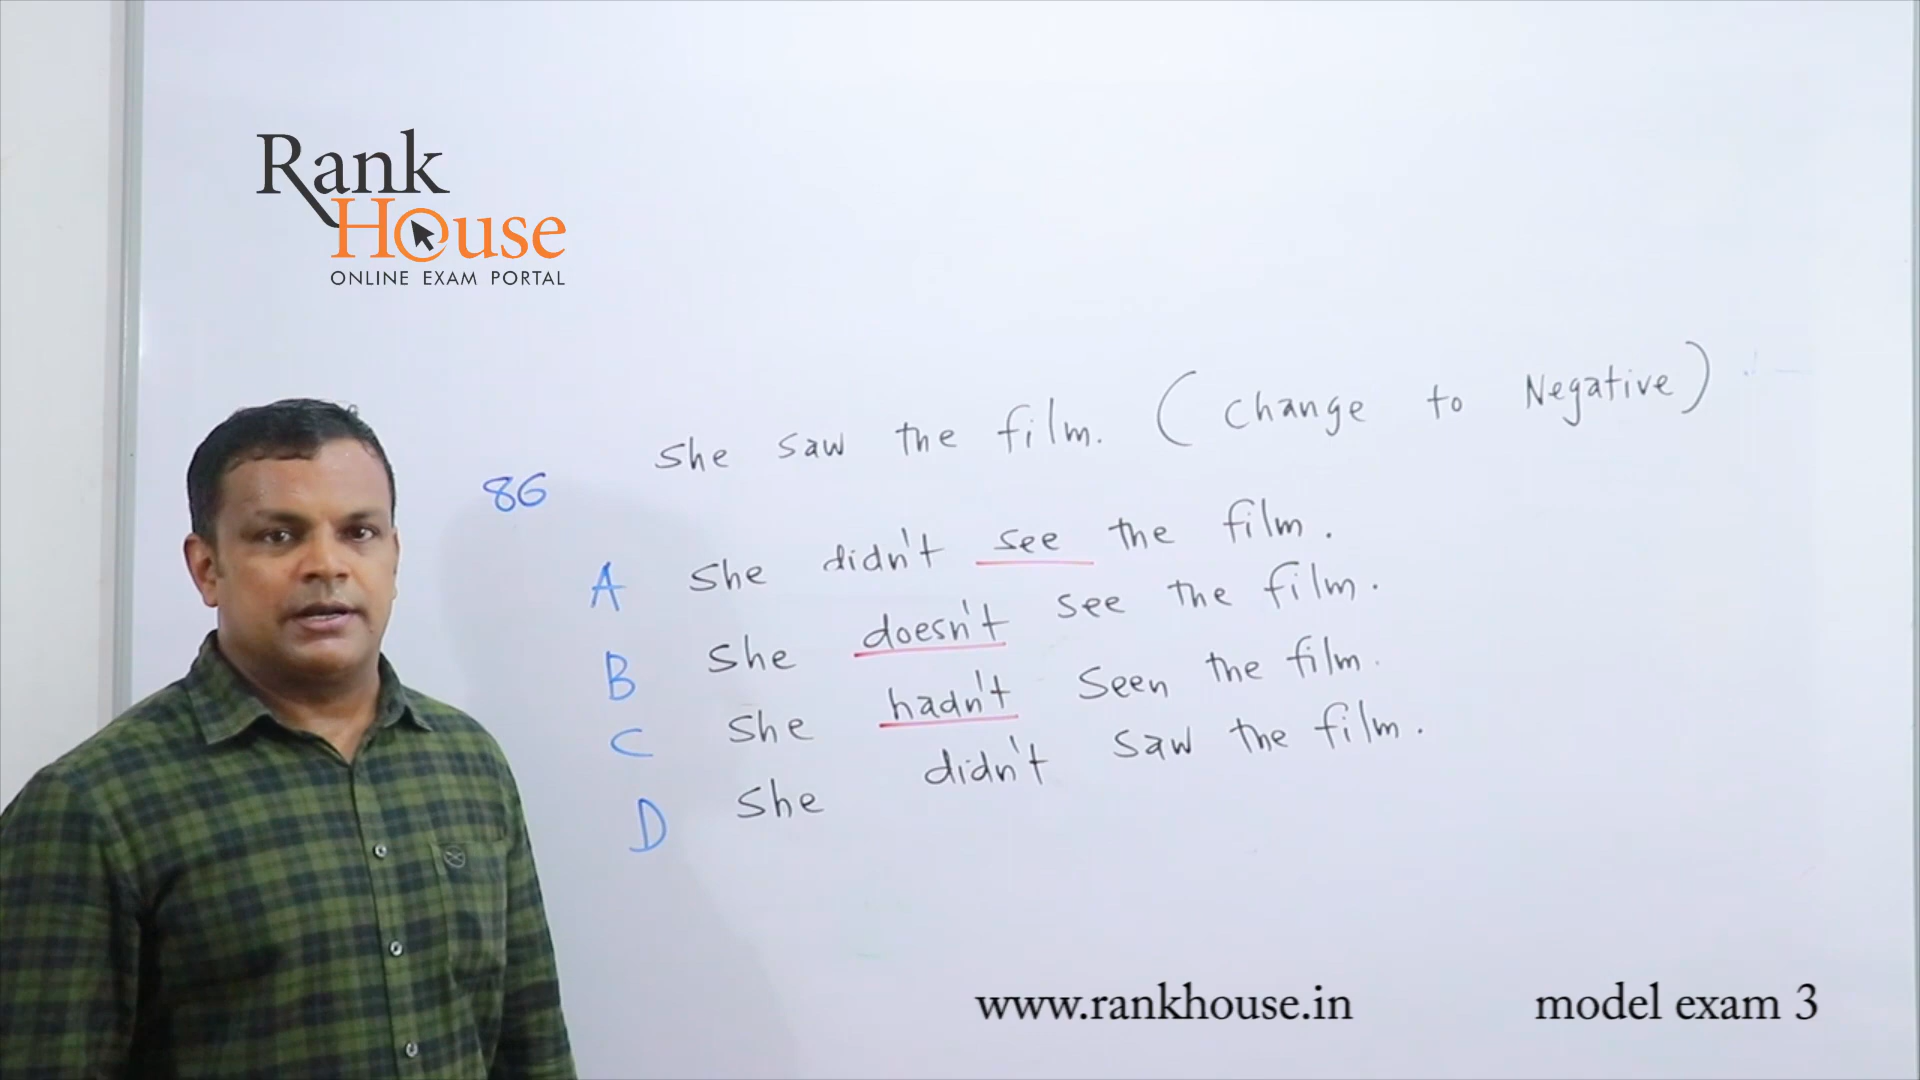 Rank
House
ONLINE EXAM PORTAL
86 She saw the film. (Change to Negative)
A She didn't see the film.
B She doesn't see the film.
C She hadn't seen the film.
D She didn't saw the film.
www.rankhouse.in model exam 3